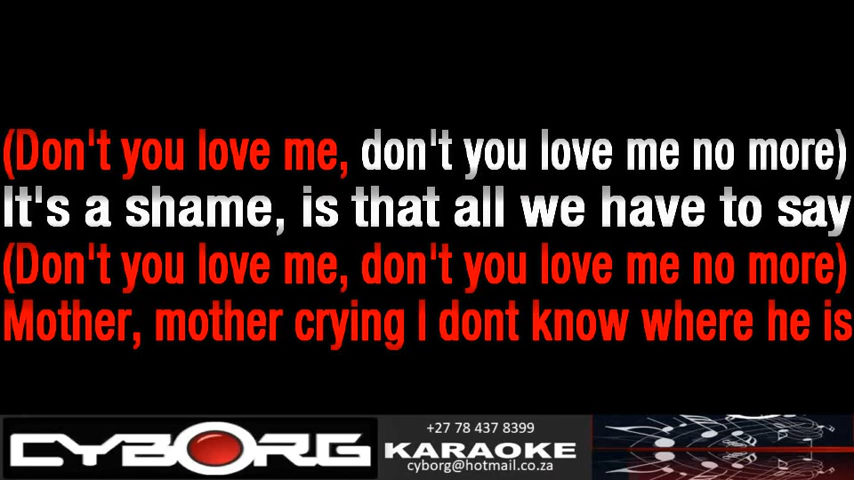 (Don't you love me, don't you love me no more)
It's a shame, is that all we have to say
(Don't you love me, don't you love me no more)
Mother, mother crying I dont know where he is
CYBORG
+27 78 437 8399
KARAOKE
cyborg@hotmail.co.za